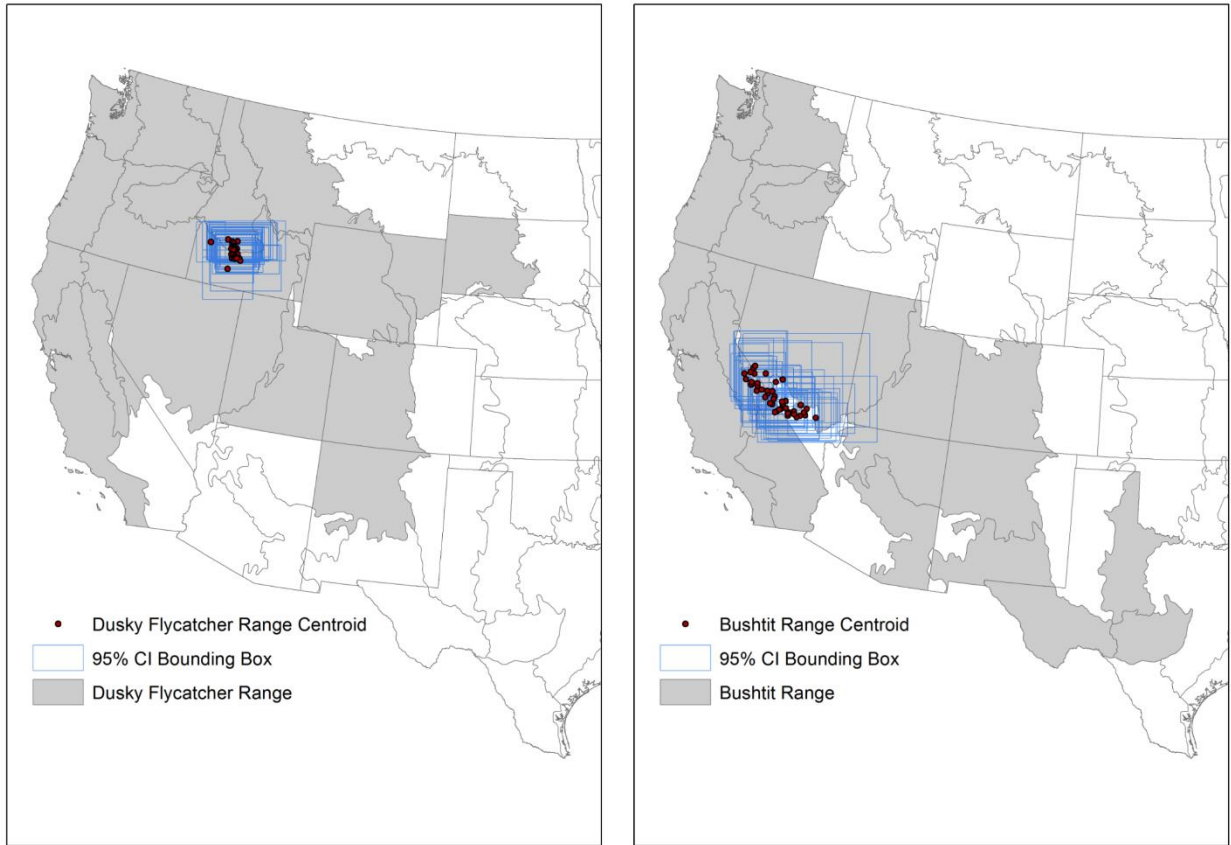 Dusky Flycatcher Range Centroid
95% CI Bounding Box
Dusky Flycatcher Range
Bushtit Range Centroid
95% CI Bounding Box
Bushtit Range